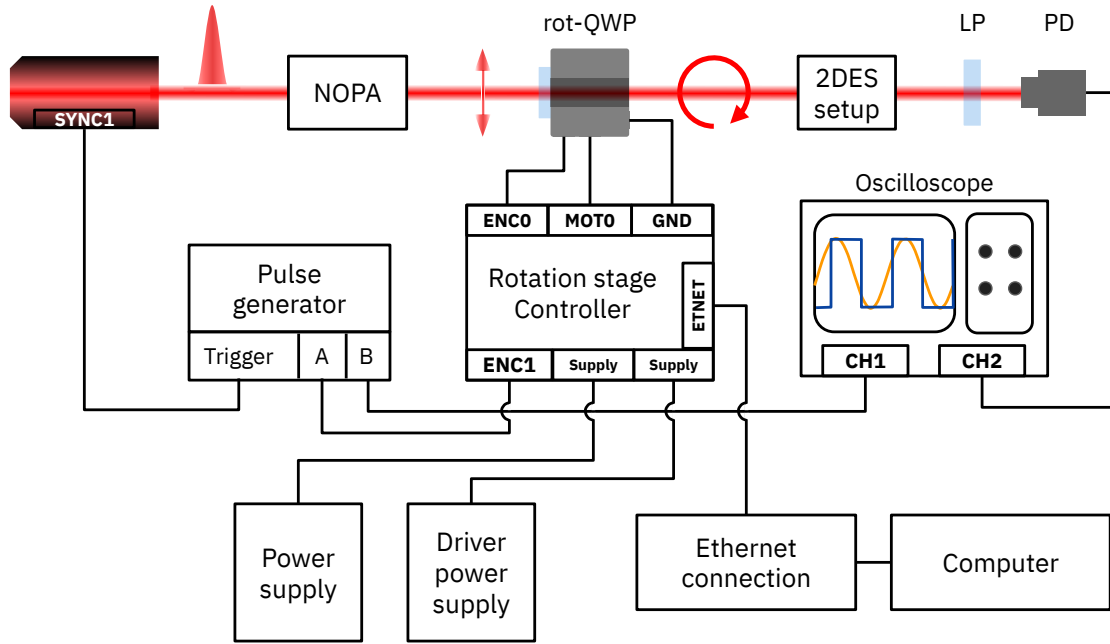 rot-QWP
LP
PD
NOPA
2DES
setup
SYNC1
Oscilloscope
ENC0
MOT0
GND
Pulse
generator
Rotation stage
Controller
ETNET
Trigger
A
B
ENC1
Supply
Supply
CH1
CH2
Power
supply
Driver
power
supply
Ethernet
connection
Computer